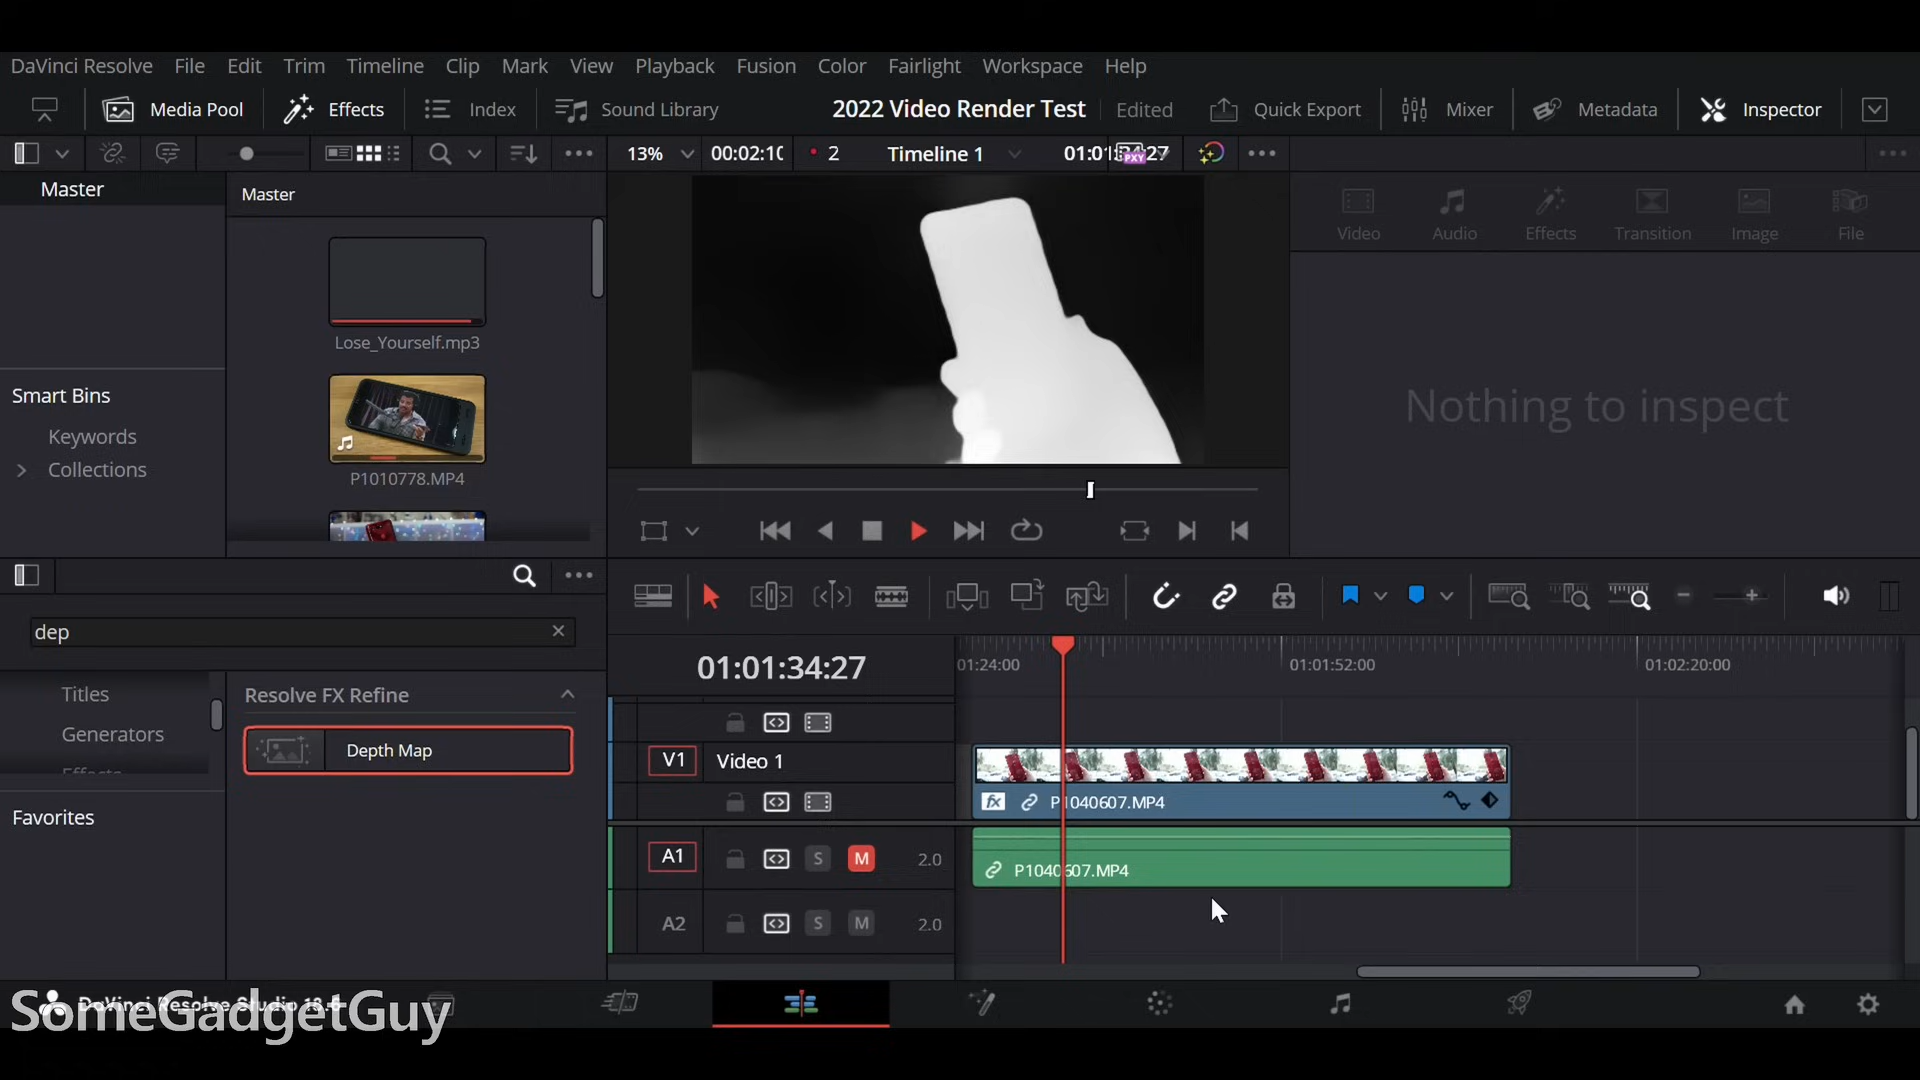 DaVinci Resolve File Edit Trim Timeline Clip Mark View Playback Fusion Color Fairlight Workspace Help
Media Pool Effects Index Sound Library 2022 Video Render Test Edited Quick Export Mixer Metadata Inspector
13% 00:02:10 2 Timeline 1 01:01:34:27 PXY
Master
Master
Video Audio Effects Transition Image File
Lose_Yourself.mp3
Smart Bins
Keywords
Collections
Nothing to inspect
P1010778.MP4
dep
01:01:34:27
01:24:00 01:01:52:00 01:02:20:00
Titles
Generators
Effects
Resolve FX Refine
Depth Map
Favorites
V1 Video 1
fx P1040607.MP4
A1 S M 2.0
P1040607.MP4
A2 S M 2.0
DaVinci Resolve Studio 18.6
SomeGadgetGuy